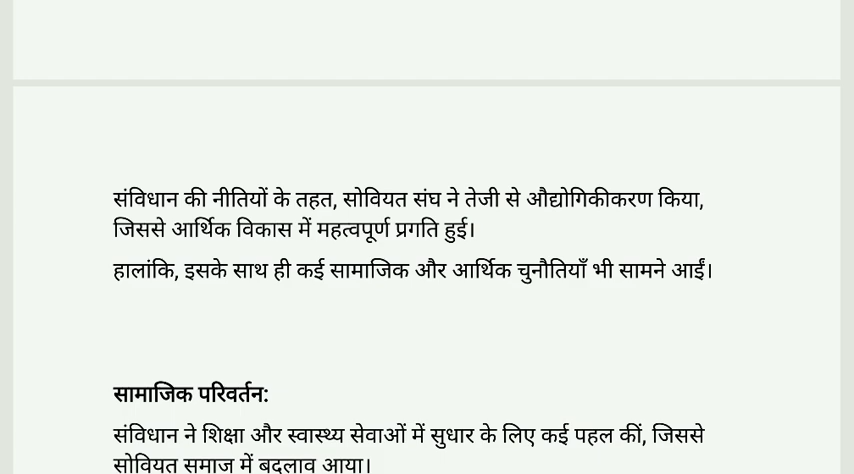 संविधान की नीतियों के तहत, सोवियत संघ ने तेजी से औद्योगिकीकरण किया,
जिससे आर्थिक विकास में महत्वपूर्ण प्रगति हुई।
हालांकि, इसके साथ ही कई सामाजिक और आर्थिक चुनौतियाँ भी सामने आईं।
सामाजिक परिवर्तन:
संविधान ने शिक्षा और स्वास्थ्य सेवाओं में सुधार के लिए कई पहल कीं, जिससे
सोवियत समाज में बदलाव आया।